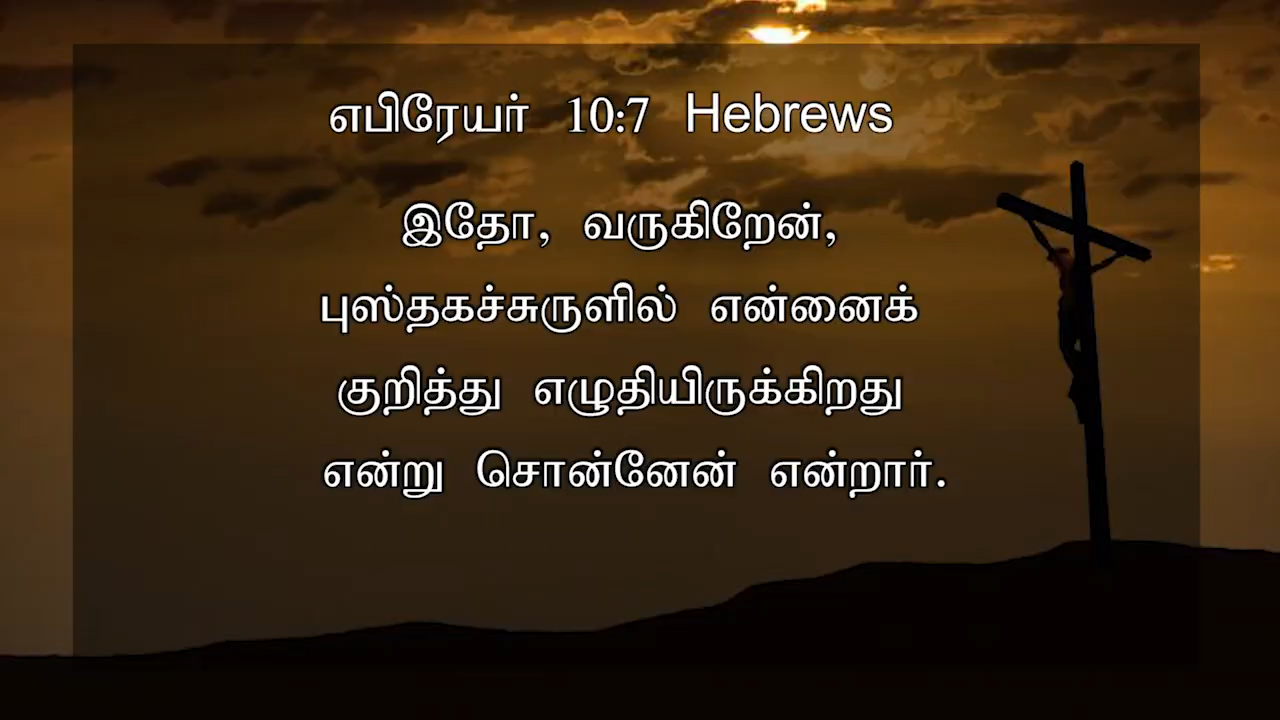 எபிரேயர் 10:7 Hebrews
இதோ, வருகிறேன்,
புஸ்தகச்சுருளில் என்னைக்
குறித்து எழுதியிருக்கிறது
என்று சொன்னேன் என்றார்.